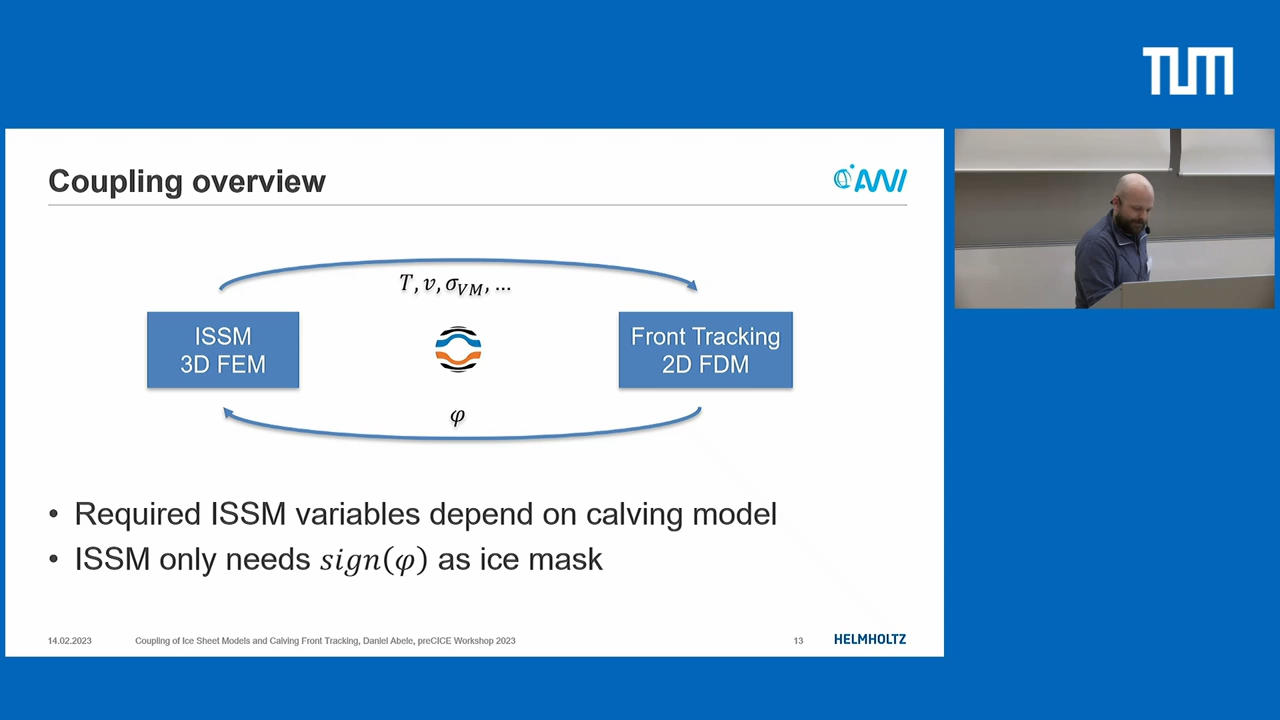 TUM
Coupling overview
AWI
T, v, σ_VM, ...
ISSM
3D FEM
Front Tracking
2D FDM
φ
• Required ISSM variables depend on calving model
• ISSM only needs sign(φ) as ice mask
14.02.2023 Coupling of Ice Sheet Models and Calving Front Tracking, Daniel Abele, preCICE Workshop 2023 13 HELMHOLTZ